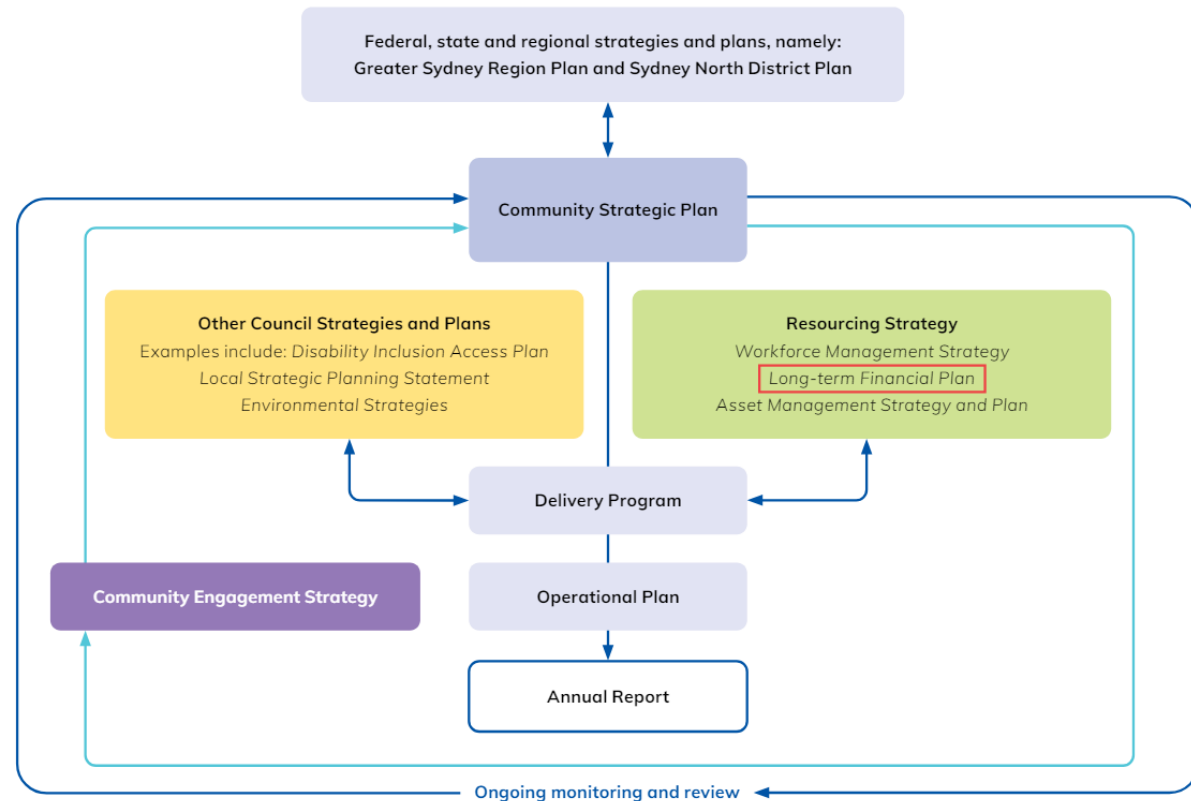 Federal, state and regional strategies and plans, namely:
Greater Sydney Region Plan and Sydney North District Plan
Community Strategic Plan
Other Council Strategies and Plans
Examples include: Disability Inclusion Access Plan
Local Strategic Planning Statement
Environmental Strategies
Resourcing Strategy
Workforce Management Strategy
Long-term Financial Plan
Asset Management Strategy and Plan
Delivery Program
Community Engagement Strategy
Operational Plan
Annual Report
Ongoing monitoring and review